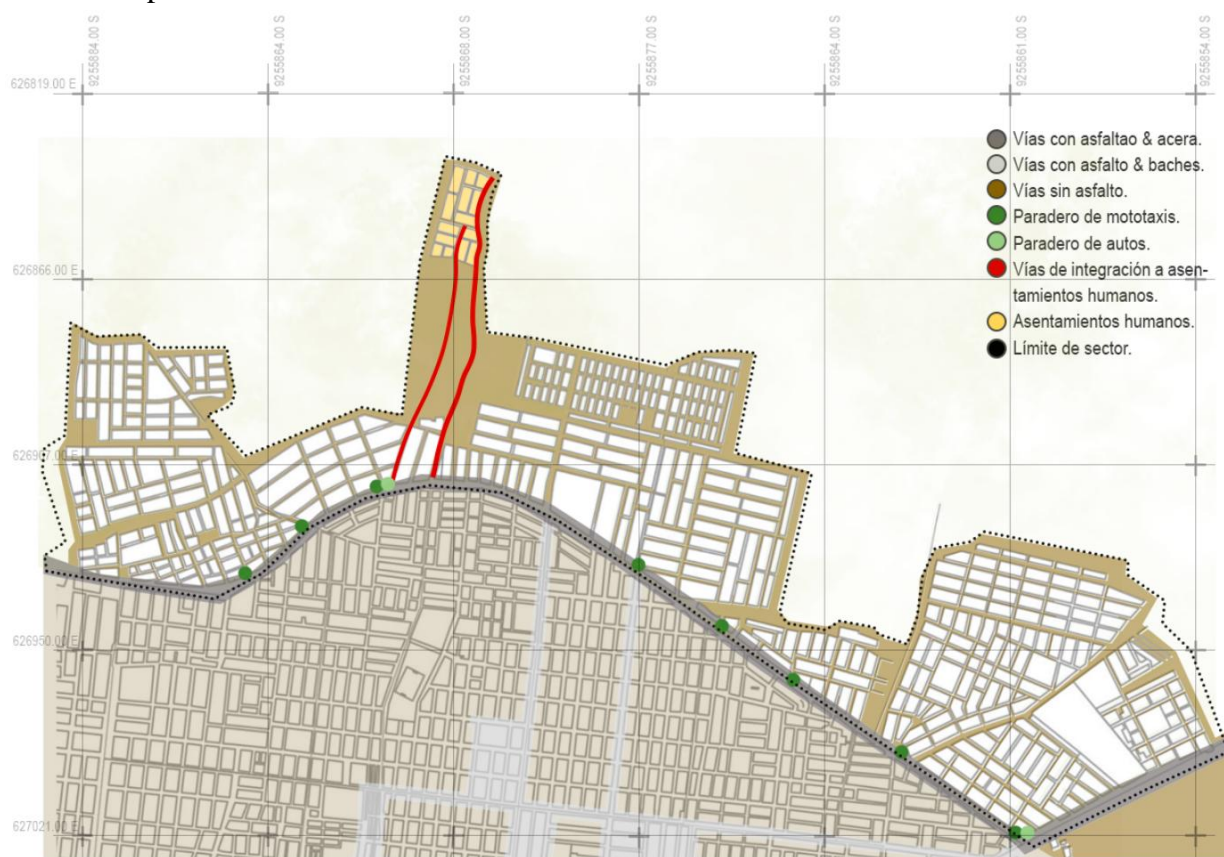 9255884.00 S
9255864.00 S
9255868.00 S
9255877.00 S
9255864.00 S
9255861.00 S
9255854.00 S
626819.00 E
Vías con asfaltao & acera.
Vías con asfalto & baches.
Vías sin asfalto.
Paradero de mototaxis.
Paradero de autos.
626866.00 E
Vías de integración a asen-
tamientos humanos.
Asentamientos humanos.
Límite de sector.
626907.00 E
626950.00 E
627021.00 E